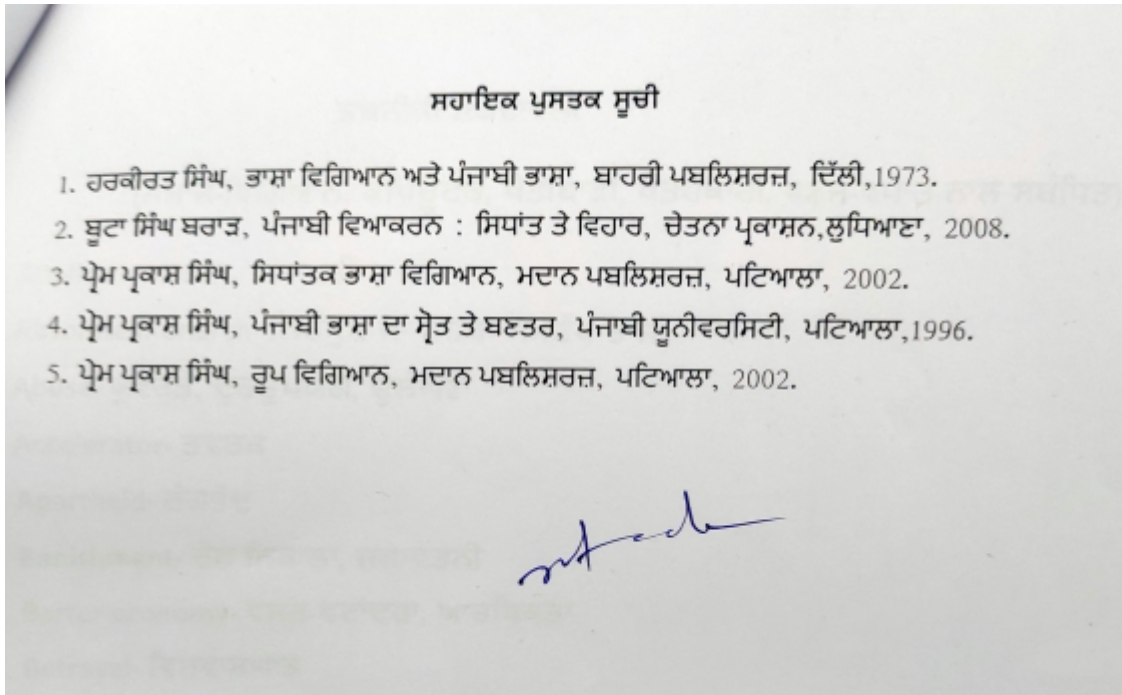 ਸਹਾਇਕ ਪੁਸਤਕ ਸੂਚੀ
1. ਹਰਕੀਰਤ ਸਿੰਘ, ਭਾਸ਼ਾ ਵਿਗਿਆਨ ਅਤੇ ਪੰਜਾਬੀ ਭਾਸ਼ਾ, ਬਾਹਰੀ ਪਬਲਿਸਰਜ਼, ਦਿੱਲੀ,1973.
2. ਬੂਟਾ ਸਿੰਘ ਬਰਾੜ, ਪੰਜਾਬੀ ਵਿਆਕਰਨ : ਸਿਧਾਂਤ ਤੇ ਵਿਹਾਰ, ਚੇਤਨਾ ਪ੍ਰਕਾਸ਼ਨ,ਲੁਧਿਆਣਾ, 2008.
3. ਪ੍ਰੇਮ ਪ੍ਰਕਾਸ਼ ਸਿੰਘ, ਸਿਧਾਂਤਕ ਭਾਸ਼ਾ ਵਿਗਿਆਨ, ਮਦਾਨ ਪਬਲਿਸ਼ਰਜ਼, ਪਟਿਆਲਾ, 2002.
4. ਪ੍ਰੇਮ ਪ੍ਰਕਾਸ਼ ਸਿੰਘ, ਪੰਜਾਬੀ ਭਾਸ਼ਾ ਦਾ ਸ੍ਰੋਤ ਤੇ ਬਣਤਰ, ਪੰਜਾਬੀ ਯੂਨੀਵਰਸਿਟੀ, ਪਟਿਆਲਾ,1996.
5. ਪ੍ਰੇਮ ਪ੍ਰਕਾਸ਼ ਸਿੰਘ, ਰੂਪ ਵਿਗਿਆਨ, ਮਦਾਨ ਪਬਲਿਸ਼ਰਜ਼, ਪਟਿਆਲਾ, 2002.